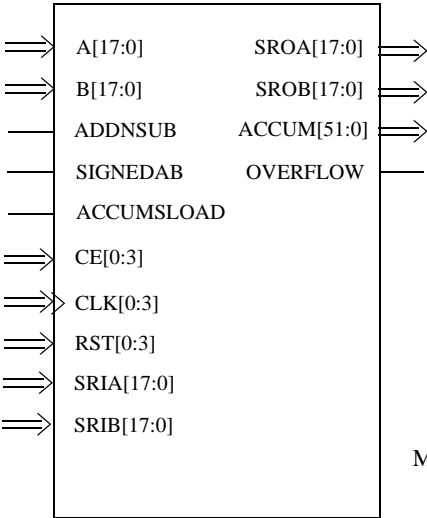 A[17:0] SROA[17:0]
B[17:0] SROB[17:0]
ADDNSUB ACCUM[51:0]
SIGNEDAB OVERFLOW
ACCUMSLOAD
CE[0:3]
CLK[0:3]
RST[0:3]
SRIA[17:0]
SRIB[17:0]
M